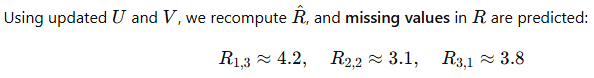 Using updated U and V, we recompute R̂, and missing values in R are predicted:
R₁,₃ ≈ 4.2, R₂,₂ ≈ 3.1, R₃,₁ ≈ 3.8